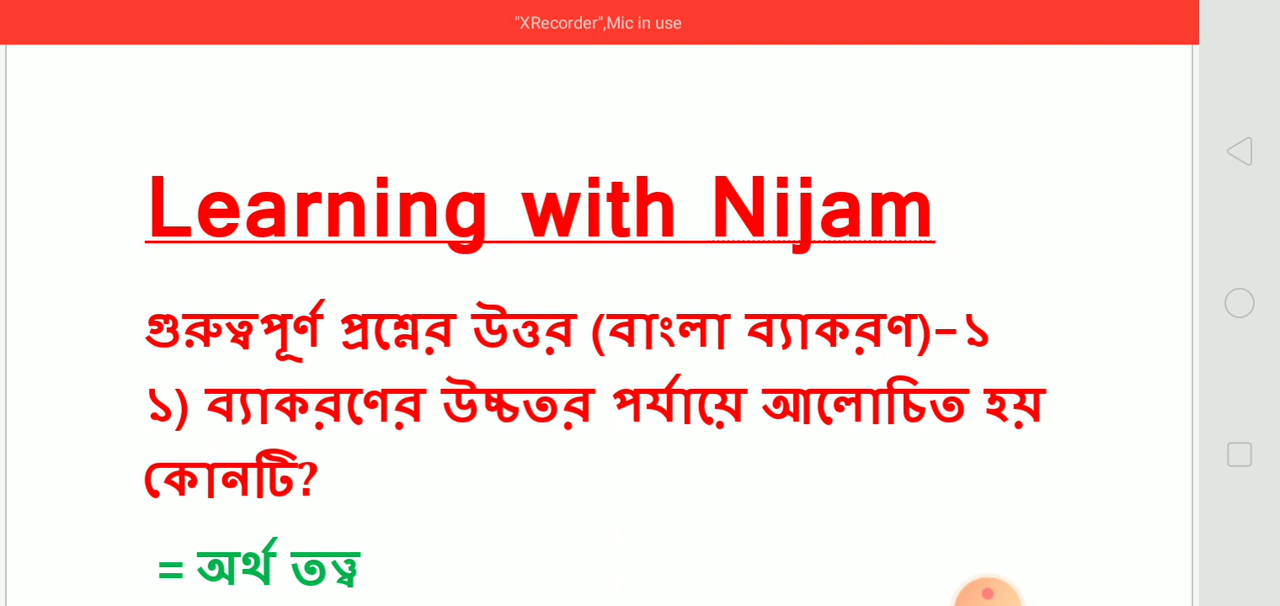 "XRecorder",Mic in use
Learning with Nijam
গুরুত্বপূর্ণ প্রশ্নের উত্তর (বাংলা ব্যাকরণ)-১
১) ব্যাকরণের উচ্চতর পর্যায়ে আলোচিত হয়
কোনটি?
= অর্থ তত্ত্ব